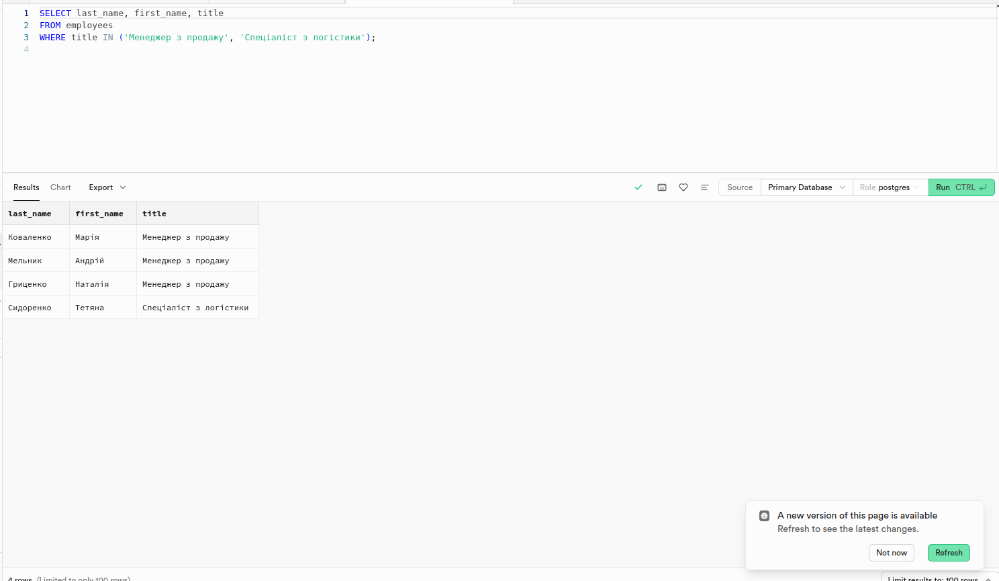 1 SELECT last_name, first_name, title
2 FROM employees
3 WHERE title IN ('Менеджер з продажу', 'Спеціаліст з логістики');
4
Results Chart Export Source Primary Database Role postgres Run CTRL
last_name first_name title
Коваленко Марія Менеджер з продажу
Мельник Андрій Менеджер з продажу
Гриценко Наталія Менеджер з продажу
Сидоренко Тетяна Спеціаліст з логістики
A new version of this page is available
Refresh to see the latest changes.
Not now Refresh
4 rows (Limited to only 100 rows) Limit results to: 100 rows